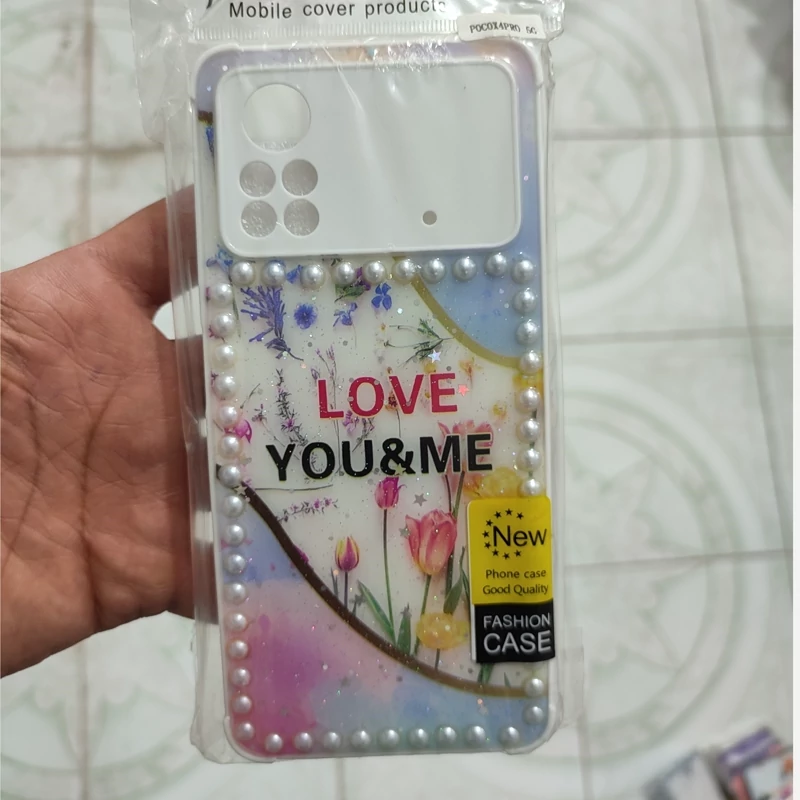 Mobile cover products
POCOX4PRO 5G
LOVE
YOU&ME
New
Phone case
Good Quality
FASHION
CASE